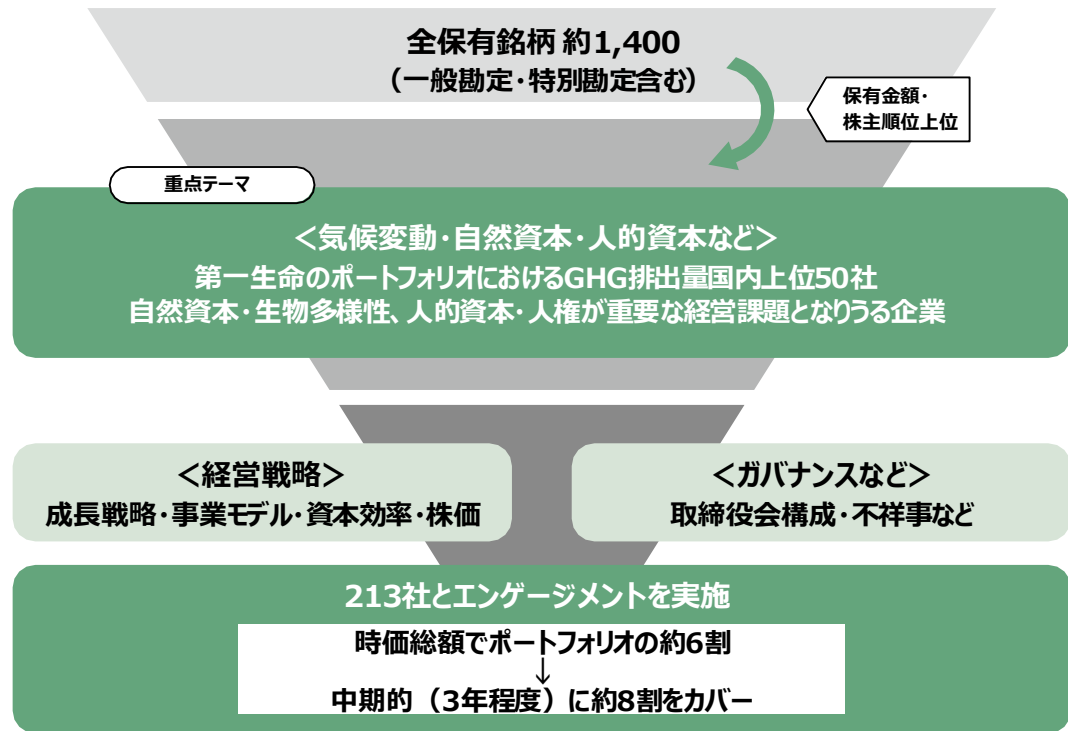 全保有銘柄 約1,400
（一般勘定・特別勘定含む）
保有金額・
株主順位上位
重点テーマ
＜気候変動・自然資本・人的資本など＞
第一生命のポートフォリオにおけるGHG排出量国内上位50社
自然資本・生物多様性、人的資本・人権が重要な経営課題となりうる企業
＜経営戦略＞
成長戦略・事業モデル・資本効率・株価
＜ガバナンスなど＞
取締役会構成・不祥事など
213社とエンゲージメントを実施
時価総額でポートフォリオの約6割
↓
中期的（3年程度）に約8割をカバー